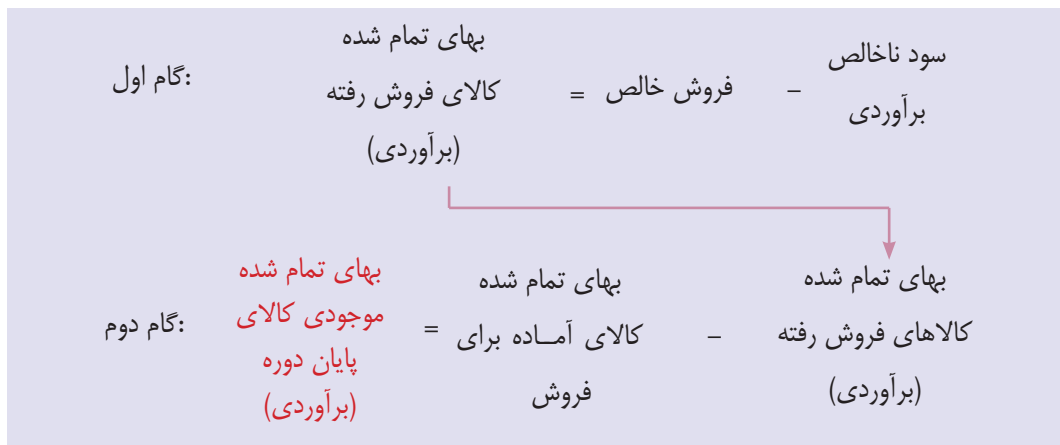 گام اول:
بهای تمام شده
کالای فروش رفته
(برآوردی)
=
فروش خالص
–
سود ناخالص
برآوردی
گام دوم:
بهای تمام شده
موجودی کالای
پایان دوره
(برآوردی)
=
بهای تمام شده
کالای آمـاده برای
فروش
–
بهای تمام شده
کالاهای فروش رفته
(برآوردی)